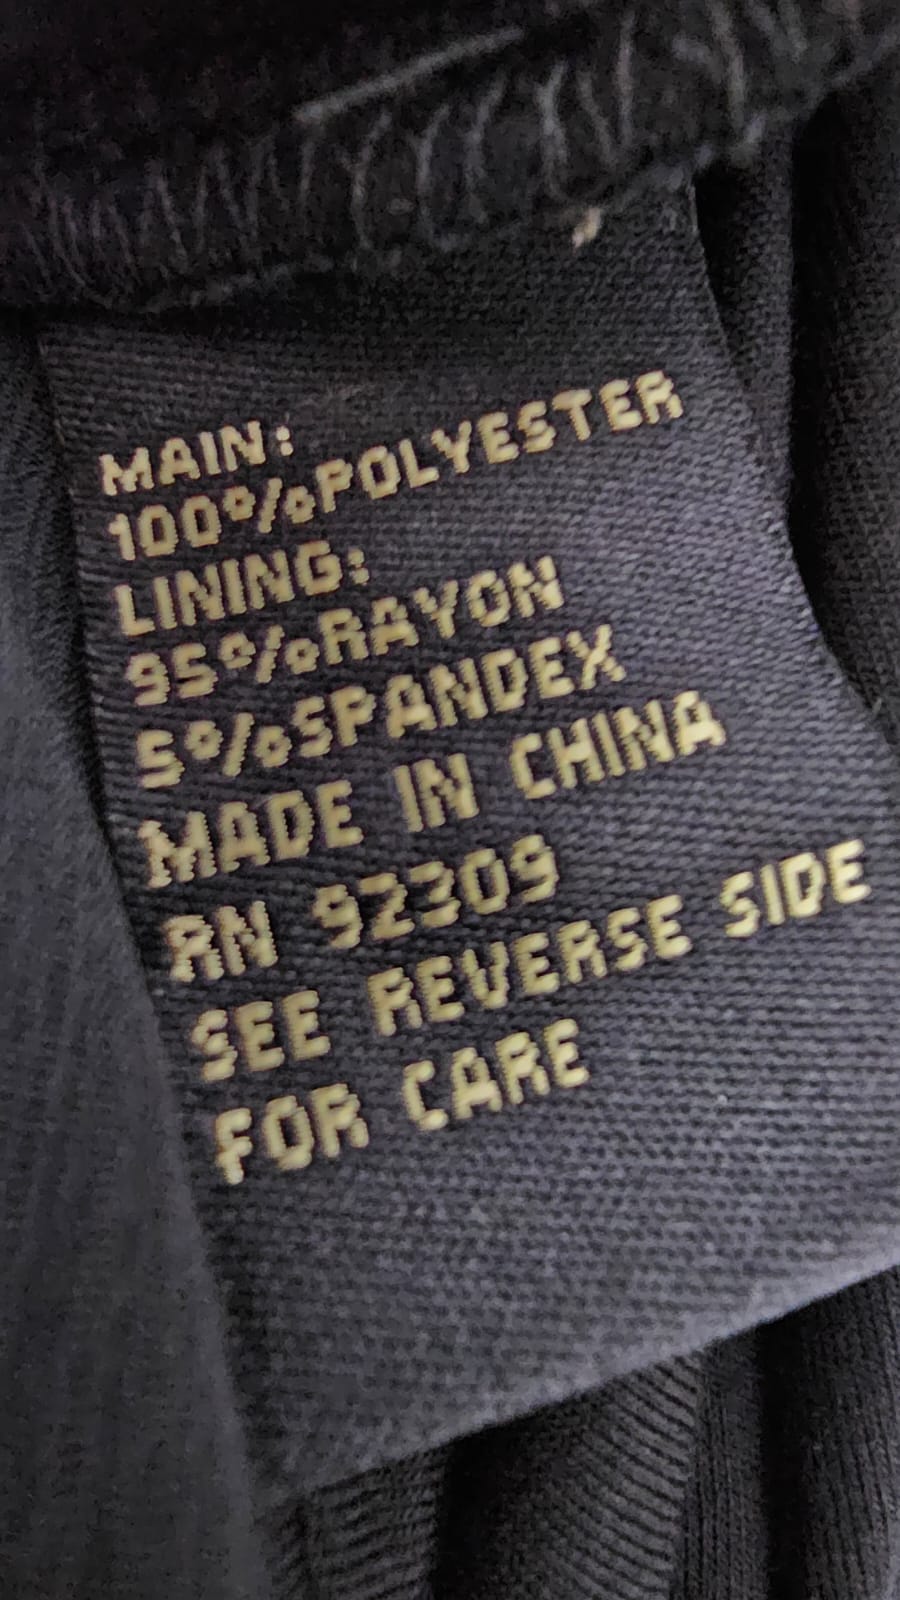 MAIN:
100%POLYESTER
LINING:
95%RAYON
5%SPANDEX
MADE IN CHINA
RN 92309
SEE REVERSE SIDE
FOR CARE